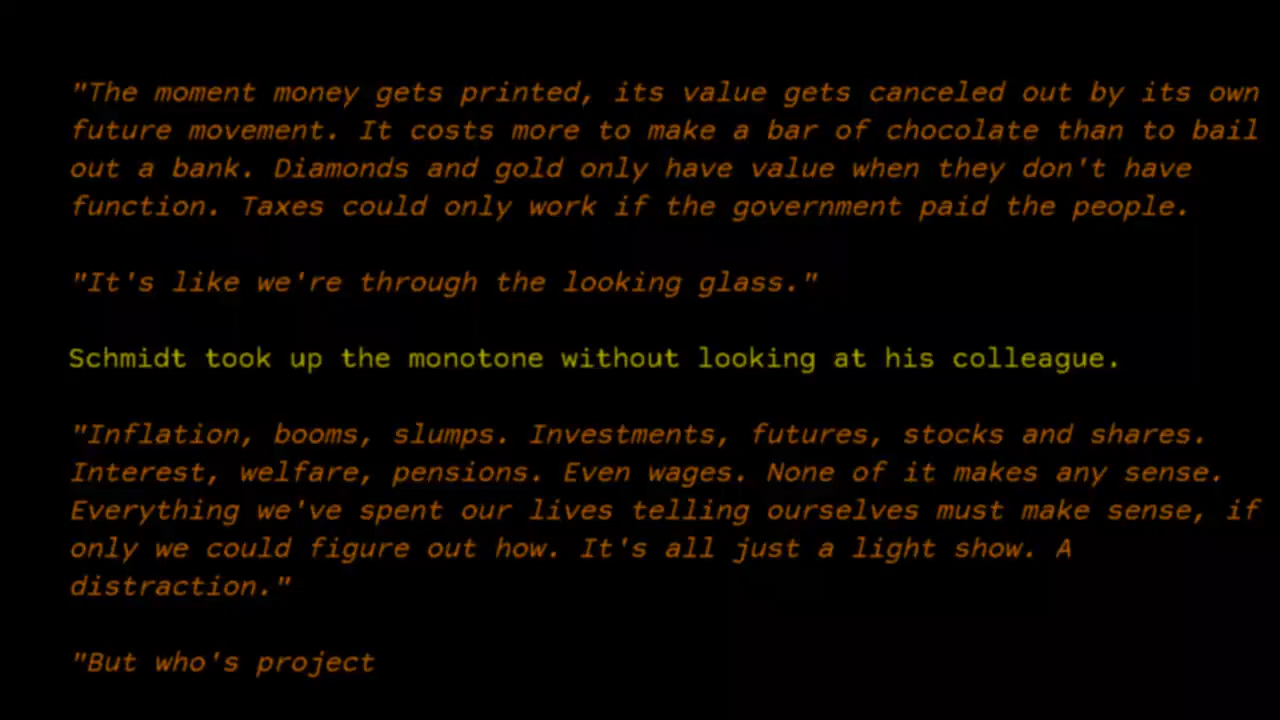 "The moment money gets printed, its value gets canceled out by its own
future movement. It costs more to make a bar of chocolate than to bail
out a bank. Diamonds and gold only have value when they don't have
function. Taxes could only work if the government paid the people.
"It's like we're through the looking glass."
Schmidt took up the monotone without looking at his colleague.
"Inflation, booms, slumps. Investments, futures, stocks and shares.
Interest, welfare, pensions. Even wages. None of it makes any sense.
Everything we've spent our lives telling ourselves must make sense, if
only we could figure out how. It's all just a light show. A
distraction."
"But who's project